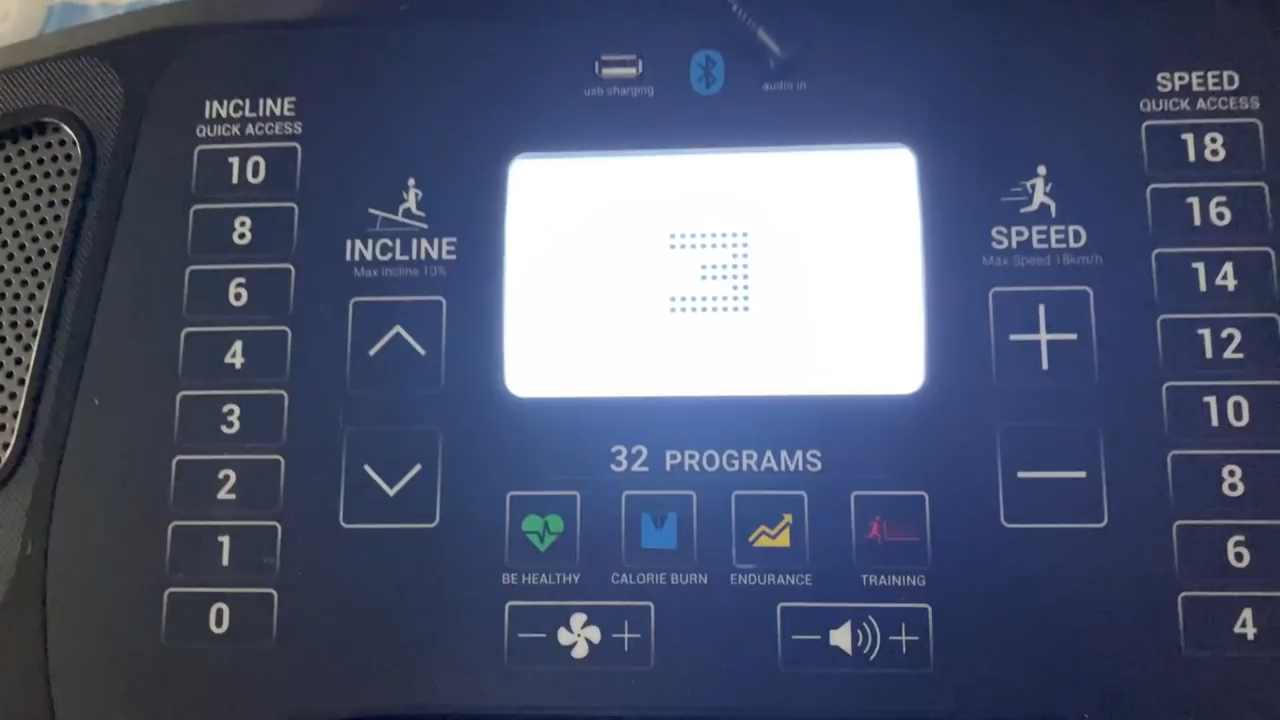 usb charging
audio in
INCLINE
QUICK ACCESS
10
8
6
4
3
2
1
0
INCLINE
Max Incline 10%
3
SPEED
Max Speed 18km/h
SPEED
QUICK ACCESS
18
16
14
12
10
8
6
4
32 PROGRAMS
BE HEALTHY
CALORIE BURN
ENDURANCE
TRAINING